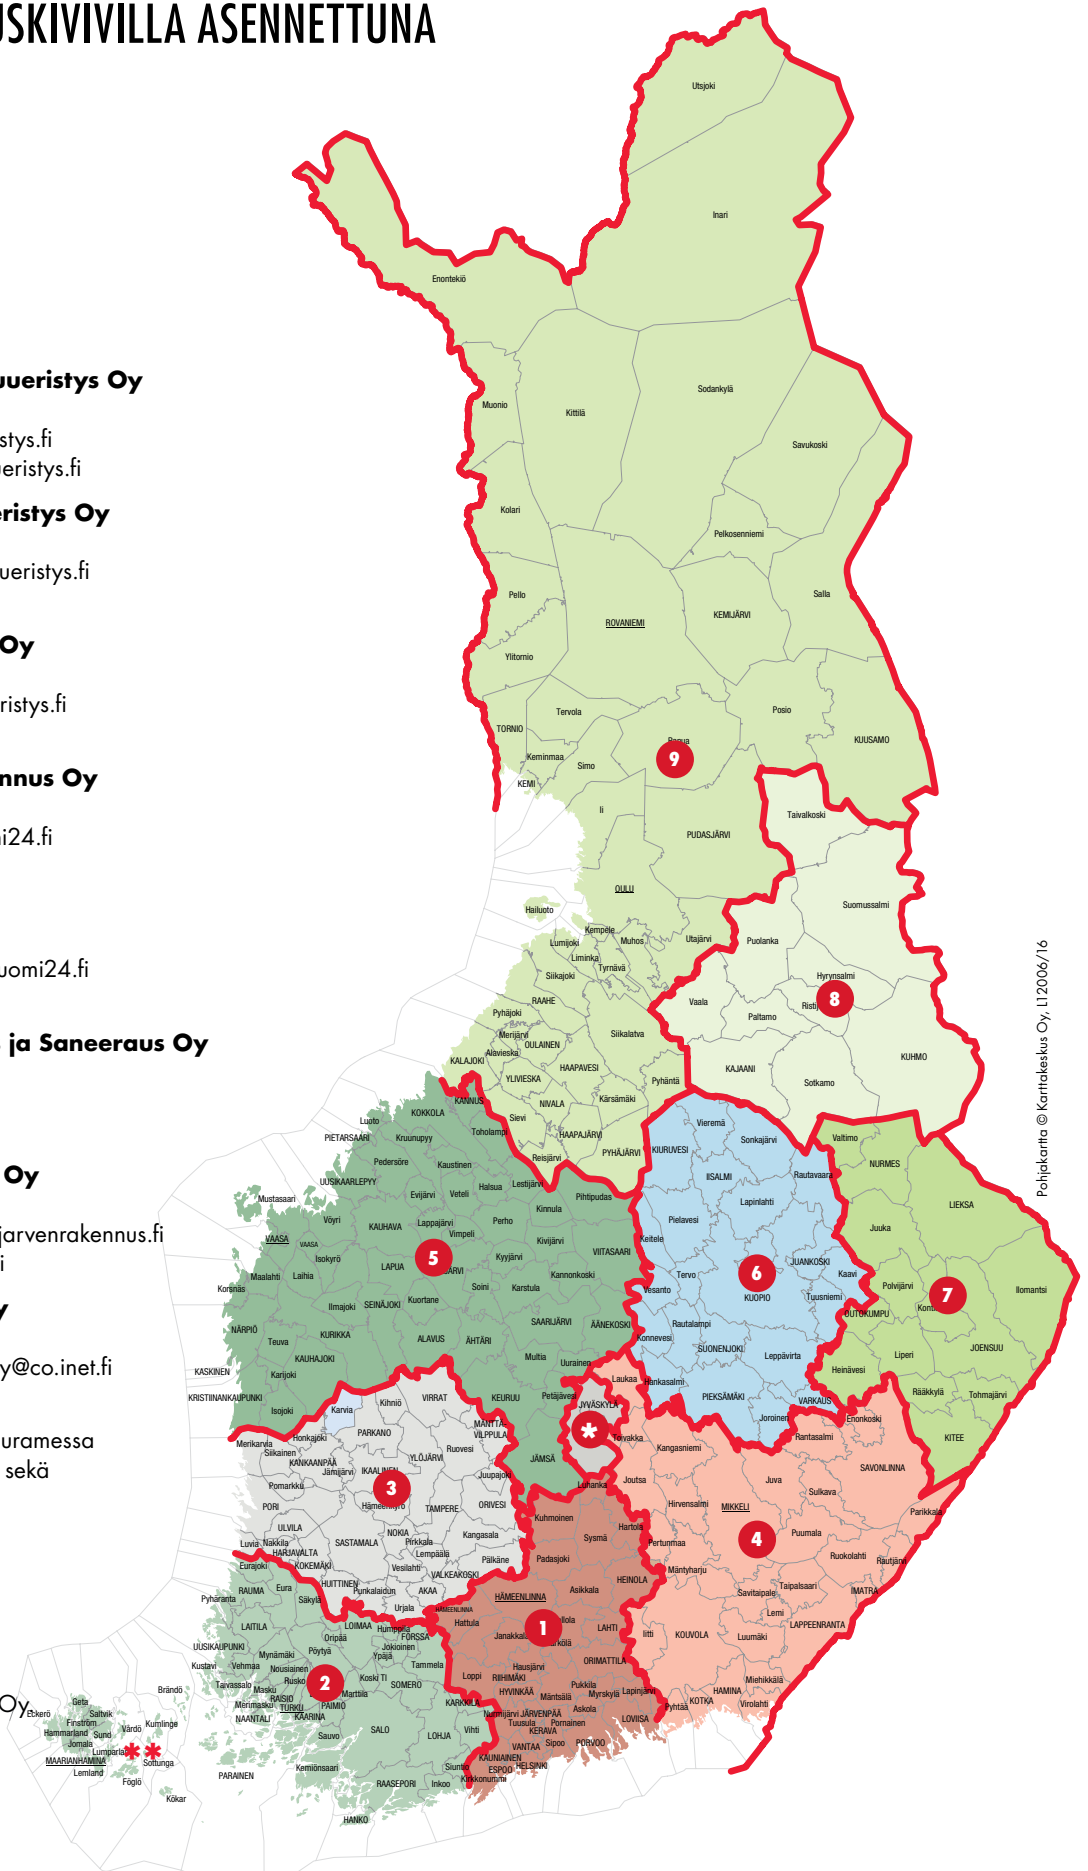 USKIVIVILLA ASENNETTUNA
uueristys Oy
stys.fi
eristys.fi
eristys Oy
ueristys.fi
Oy
ristys.fi
nnus Oy
i24.fi
uomi24.fi
s ja Saneeraus Oy
Oy
jarvenrakennus.fi
i
y
y@co.inet.fi
uramessa
sekä
Oy
Pohjakartta © Karttakeskus Oy, L12006/16
Utsjoki
Inari
Enontekiö
Muonio
Kittilä
Sodankylä
Savukoski
Kolari
Pelkosenniemi
Pello
ROVANIEMI
KEMIJÄRVI
Salla
Ylitornio
Tervola
Posio
TORNIO
KUUSAMO
Keminmaa
Simo
9
KEMI
Ii
PUDASJÄRVI
Taivalkoski
OULU
Suomussalmi
Hailuoto
Kempele
Lumijoki
Muhos
Utajärvi
Puolanka
Liminka
Tyrnävä
Siikajoki
Hyrynsalmi
RAAHE
Vaala
8
Pyhäjoki
Paltamo
Merijärvi
OULAINEN
Siikalatva
Alavieska
KUHMO
KALAJOKI
HAAPAVESI
KAJAANI
YLIVIESKA
Pyhäntä
Sotkamo
KANNUS
Kärsämäki
NIVALA
KOKKOLA
Luoto
Sievi
Vieremä
PIETARSAARI
Kruunupyy
Toholampi
HAAPAJÄRVI
Sonkajärvi
Valtimo
PYHÄJÄRVI
KIURUVESI
Reisjärvi
Pedersöre
Kaustinen
NURMES
IISALMI
Rautavaara
UUSIKAARLEPYY
Halsua
Lestijärvi
Evijärvi
Veteli
Pihtipudas
Lapinlahti
LIEKSA
Mustasaari
Kinnula
Vöyri
KAUHAVA
Lappajärvi
Perho
Pielavesi
Juuka
VAASA
VAASA
Vimpeli
Kivijärvi
Keitele
Isokyrö
5
Kyyjärvi
VIITASAARI
JUANKOSKI
Maalahti
Laihia
LAPUA
Kannonkoski
Tervo
6
Kaavi
Korsnäs
Soini
Karstula
Vesanto
Polvijärvi
Ilomantsi
KUOPIO
Tuusniemi
7
Ilmajoki
SEINÄJOKI
Kuortane
OUTOKUMPU
SAARIJÄRVI
Rautalampi
NÄRPIÖ
KURIKKA
ÄÄNEKOSKI
Konnevesi
Teuva
ALAVUS
ÄHTÄRI
SUONENJOKI
JOENSUU
KAUHAJOKI
Multia
Leppävirta
Liperi
KASKINEN
Uurainen
Heinävesi
Karijoki
Laukaa
Hankasalmi
Rääkkylä
Tohmajärvi
KRISTIINANKAUPUNKI
VIRRAT
KEURUU
Petäjävesi
PIEKSÄMÄKI
VARKAUS
Kihniö
JYVÄSKYLÄ
Isojoki
Karvia
MÄNTTÄ-
Joroinen
Enonkoski
VILPPULA
*
Toivakka
Rantasalmi
KITEE
Honkajoki
PARKANO
Merikarvia
Ruovesi
Kangasniemi
Siikainen
YLÖJÄRVI
KANKAANPÄÄ
JÄMSÄ
SAVONLINNA
Jämijärvi
IKAALINEN
Juupajoki
Joutsa
Juva
Pomarkku
3
Luhanka
Sulkava
Hämeenkyrö
TAMPERE
ORIVESI
Hirvensalmi
MIKKELI
PORI
Kuhmoinen
Parikkala
ULVILA
Hartola
Puumala
NOKIA
Kangasala
Sysmä
4
Luvia
Nakkila
SASTAMALA
Pirkkala
Pertunmaa
HARJAVALTA
Lempäälä
Ruokolahti
Eurajoki
KOKEMÄKI
Vesilahti
Pälkäne
Padasjoki
Rautjärvi
VALKEAKOSKI
Mäntyharju
HUITTINEN
HEINOLA
Taipalsaari
RAUMA
Eura
Punkalaidun
AKAA
Asikkala
Savitaipale
IMATRA
Pyhäranta
Säkylä
HÄMEENLINNA
Urjala
HÄMEENLINNA
Lemi
LAITILA
LOIMAA
Humppila
Hattula
LAPPEENRANTA
Oripää
FORSSA
Janakkala
1
LAHTI
Iitti
KOUVOLA
Luumäki
UUSIKAUPUNKI
Mynämäki
Pöytyä
Jokioinen
Ypäjä
Kustavi
Vehmaa
Nousiainen
Tammela
Hausjärvi
ORIMATTILA
Rusko
2
Koski Tl
Loppi
RIIHIMÄKI
Miehikkälä
Taivassalo
Masku
SOMERO
Pukkila
Brändö
RAISIO
Marttila
HYVINKÄÄ
Mäntsälä
Myrskylä
Lapinjärvi
HAMINA
Merimasku
TURKU
PAIMIO
KARKKILA
KOTKA
Virolahti
Geta
NAANTALI
KAARINA
Nurmijärvi
JÄRVENPÄÄ
Askola
Pyhtää
Eckerö
Saltvik
Finström
Vårdö
Kumlinge
SALO
Vihti
Tuusula
Pornainen
LOVIISA
Hammarland
Sund
Sauvo
LOHJA
KERAVA
Jomala
VANTAA
Sipoo
PORVOO
Lumparland
**
KAUNIAINEN
HELSINKI
MAARIANHAMINA
Sottunga
Kemiönsaari
Siuntio
ESPOO
Lemland
Föglö
PARAINEN
RAASEPORI
Inkoo
Kirkkonummi
Kökar
HANKO